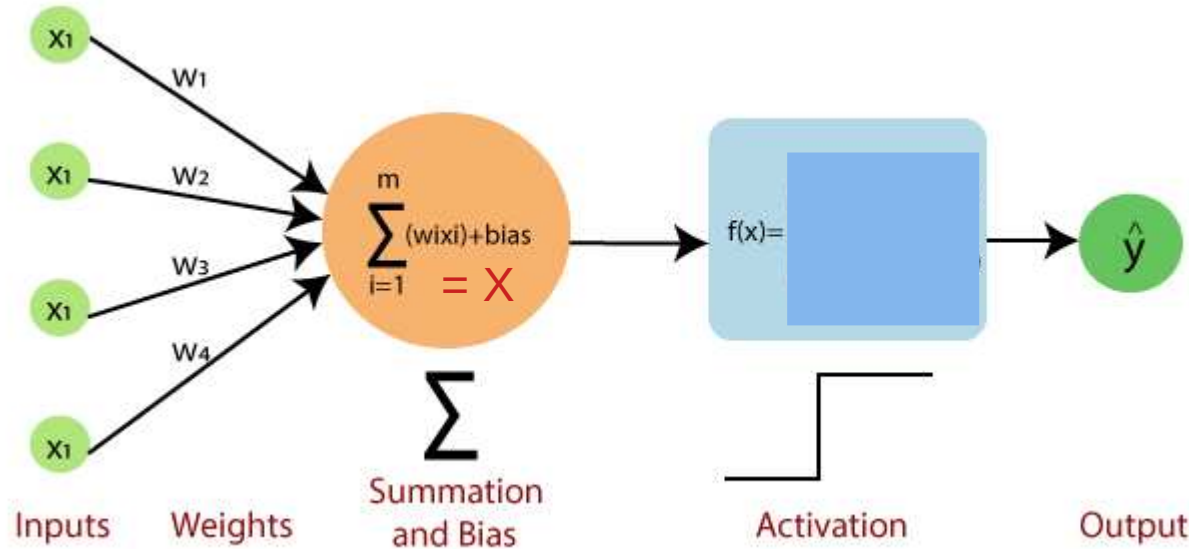 x1
x1
x1
x1
w1
w2
w3
w4
m
∑(wixi)+bias
i=1
= X
f(x)=
ŷ
∑
Inputs
Weights
Summation
and Bias
Activation
Output